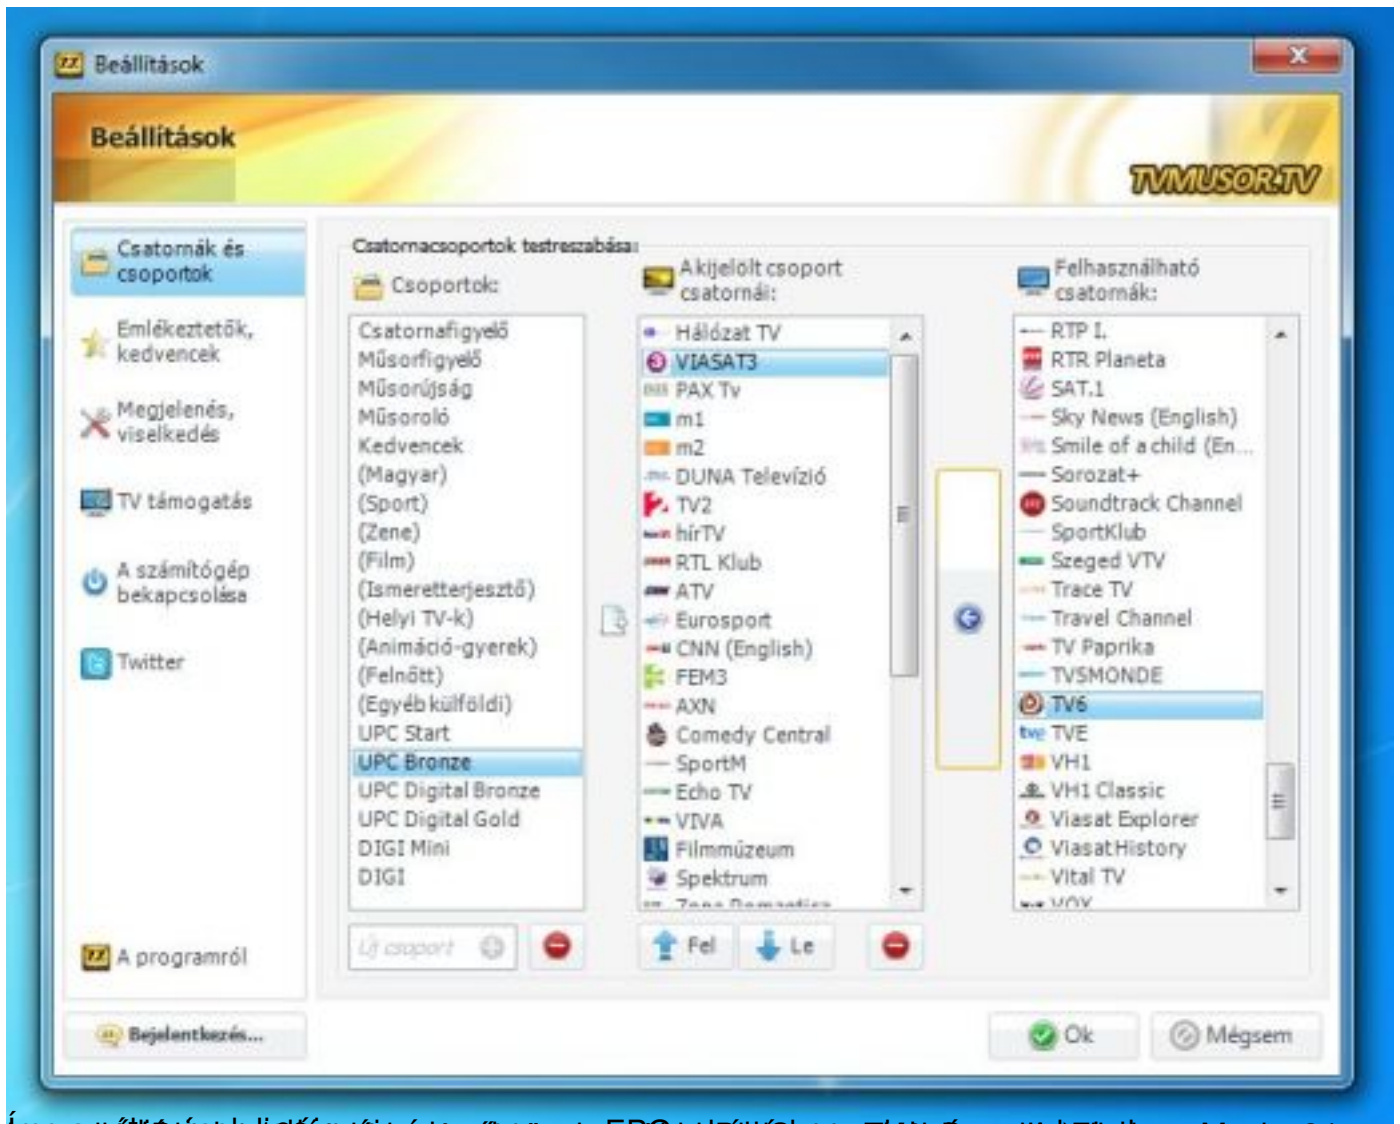 Beállítások
Beállítások
TVMUSOR.TV
Csatornák és
csoportok
Emlékeztetők,
kedvencek
Megjelenés,
viselkedés
TV támogatás
A számítógép
bekapcsolása
Twitter
A programról
Bejelentkezés...
Csatornacsoportok testreszabása:
Csoportok:
Csatornafigyelő
Műsorfigyelő
Műsorújság
Műsoroló
Kedvencek
(Magyar)
(Sport)
(Zene)
(Film)
(Ismeretterjesztő)
(Helyi TV-k)
(Animáció-gyerek)
(Felnőtt)
(Egyéb külföldi)
UPC Start
UPC Bronze
UPC Digital Bronze
UPC Digital Gold
DIGI Mini
DIGI
Új csoport
A kijelölt csoport
csatornái:
Hálózat TV
VIASAT3
PAX Tv
m1
m2
DUNA Televízió
TV2
hírTV
RTL Klub
ATV
Eurosport
CNN (English)
FEM3
AXN
Comedy Central
SportM
Echo TV
VIVA
Filmmúzeum
Spektrum
Zone Romantica
Fel
Le
Felhasználható
csatornák:
RTP I.
RTR Planeta
SAT.1
Sky News (English)
Smile of a child (En...
Sorozat+
Soundtrack Channel
SportKlub
Szeged VTV
Trace TV
Travel Channel
TV Paprika
TV5MONDE
TV6
tve TVE
VH1
VH1 Classic
Viasat Explorer
Viasat History
Vital TV
VOX
Ok
Mégsem